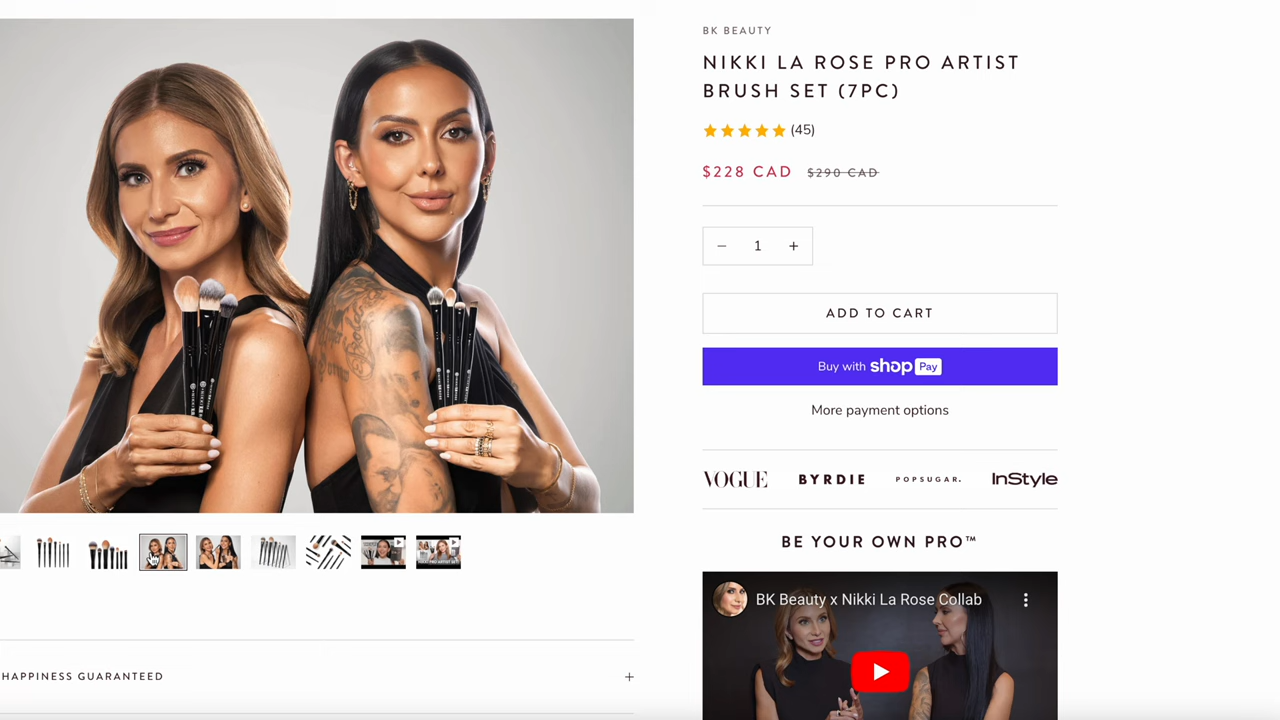 BK BEAUTY
NIKKI LA ROSE PRO ARTIST
BRUSH SET (7PC)
(45)
$228 CAD $290 CAD
− 1 +
ADD TO CART
Buy with shop Pay
More payment options
VOGUE BYRDIE POPSUGAR. InStyle
BE YOUR OWN PRO™
BK Beauty x Nikki La Rose Collab
HAPPINESS GUARANTEED +